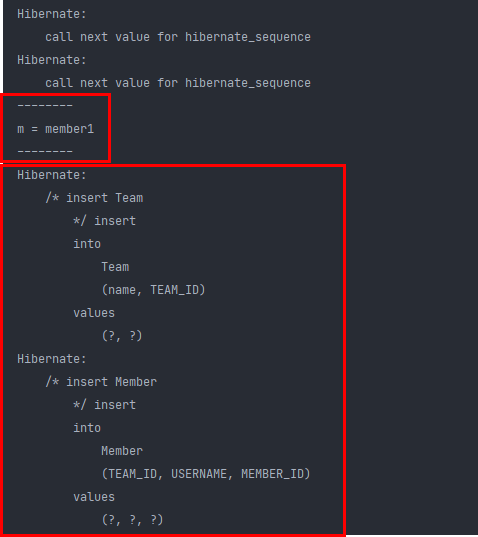 Hibernate:
    call next value for hibernate_sequence
Hibernate:
    call next value for hibernate_sequence
--------
m = member1
--------
Hibernate:
    /* insert Team
        */ insert
        into
            Team
            (name, TEAM_ID)
        values
            (?, ?)
Hibernate:
    /* insert Member
        */ insert
        into
            Member
            (TEAM_ID, USERNAME, MEMBER_ID)
        values
            (?, ?, ?)